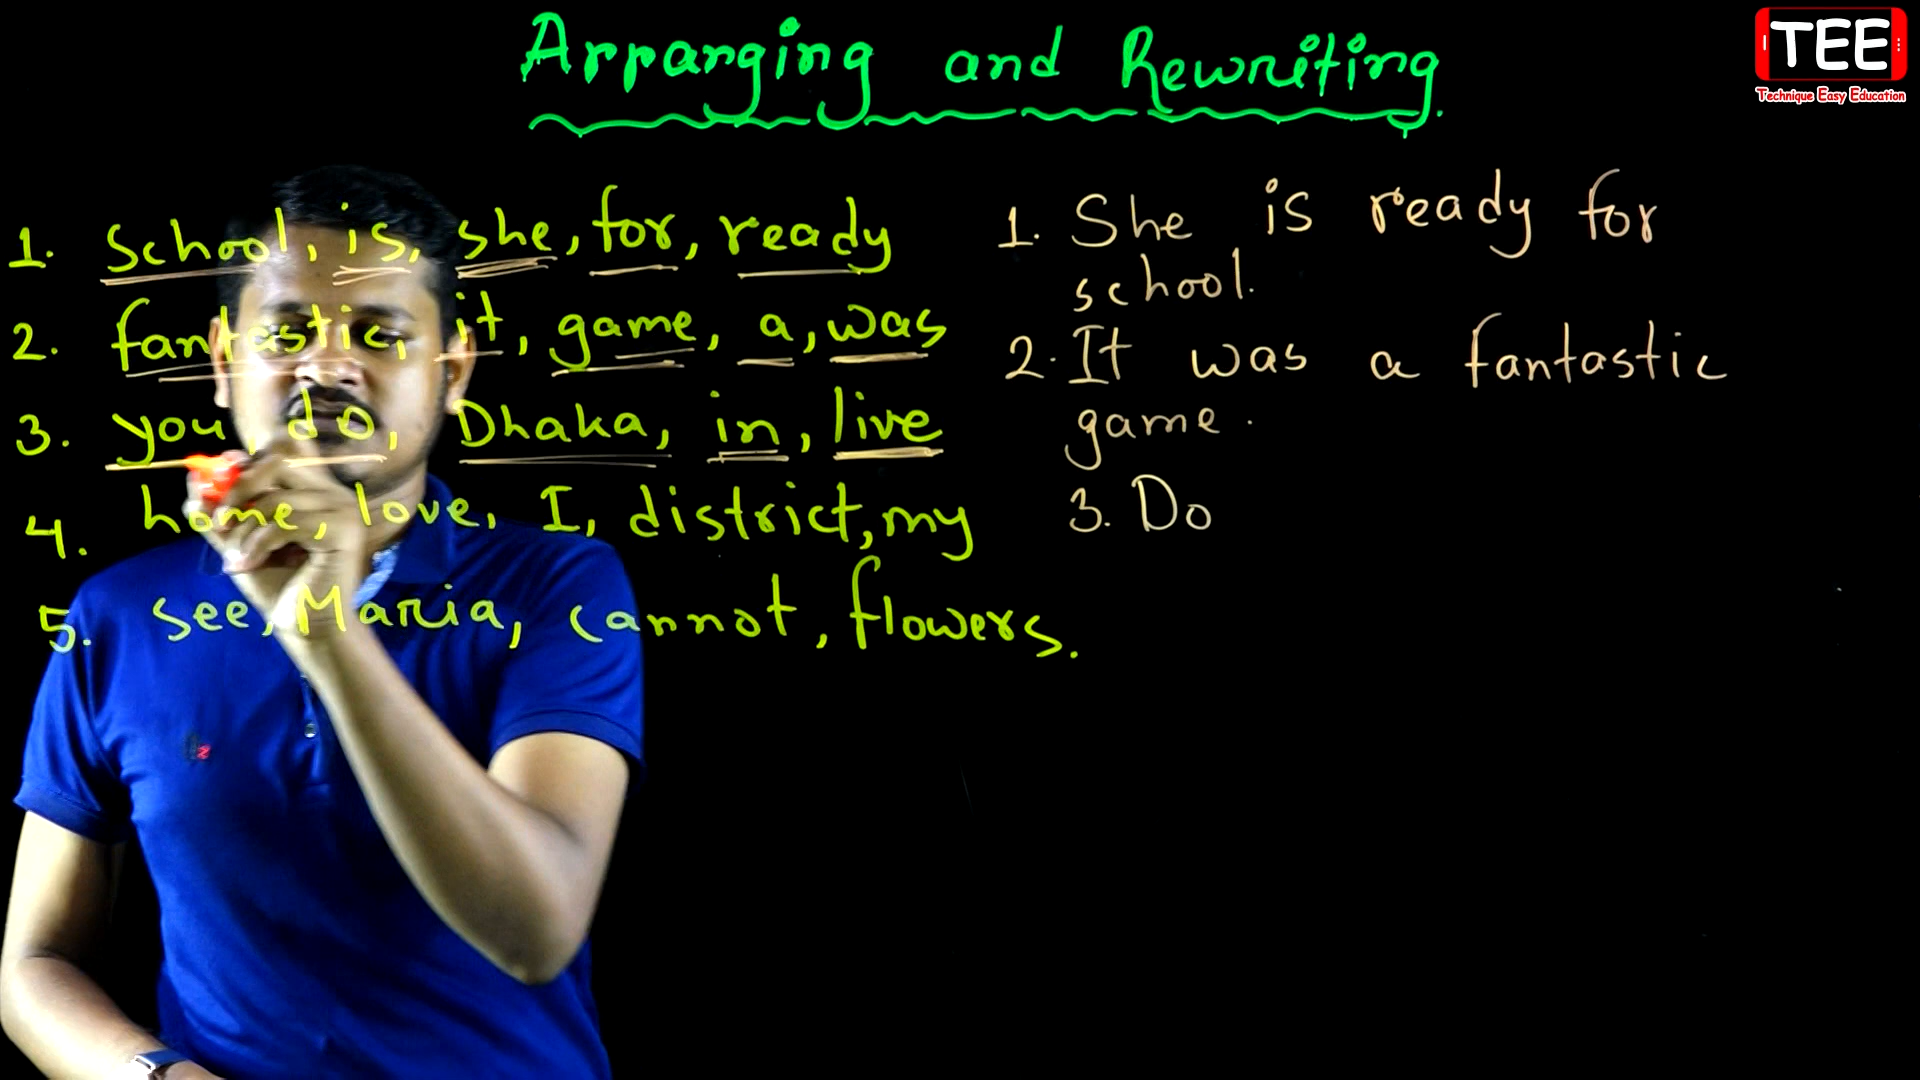 Arranging and Rewriting.
TEE
Technique Easy Education
1. School, is, she, for, ready
2. fantastic, it, game, a, was
3. you, do, Dhaka, in, live
4. home, love, I, district, my
5. see, Maria, cannot, flowers.
1. She is ready for
school.
2. It was a fantastic
game.
3. Do